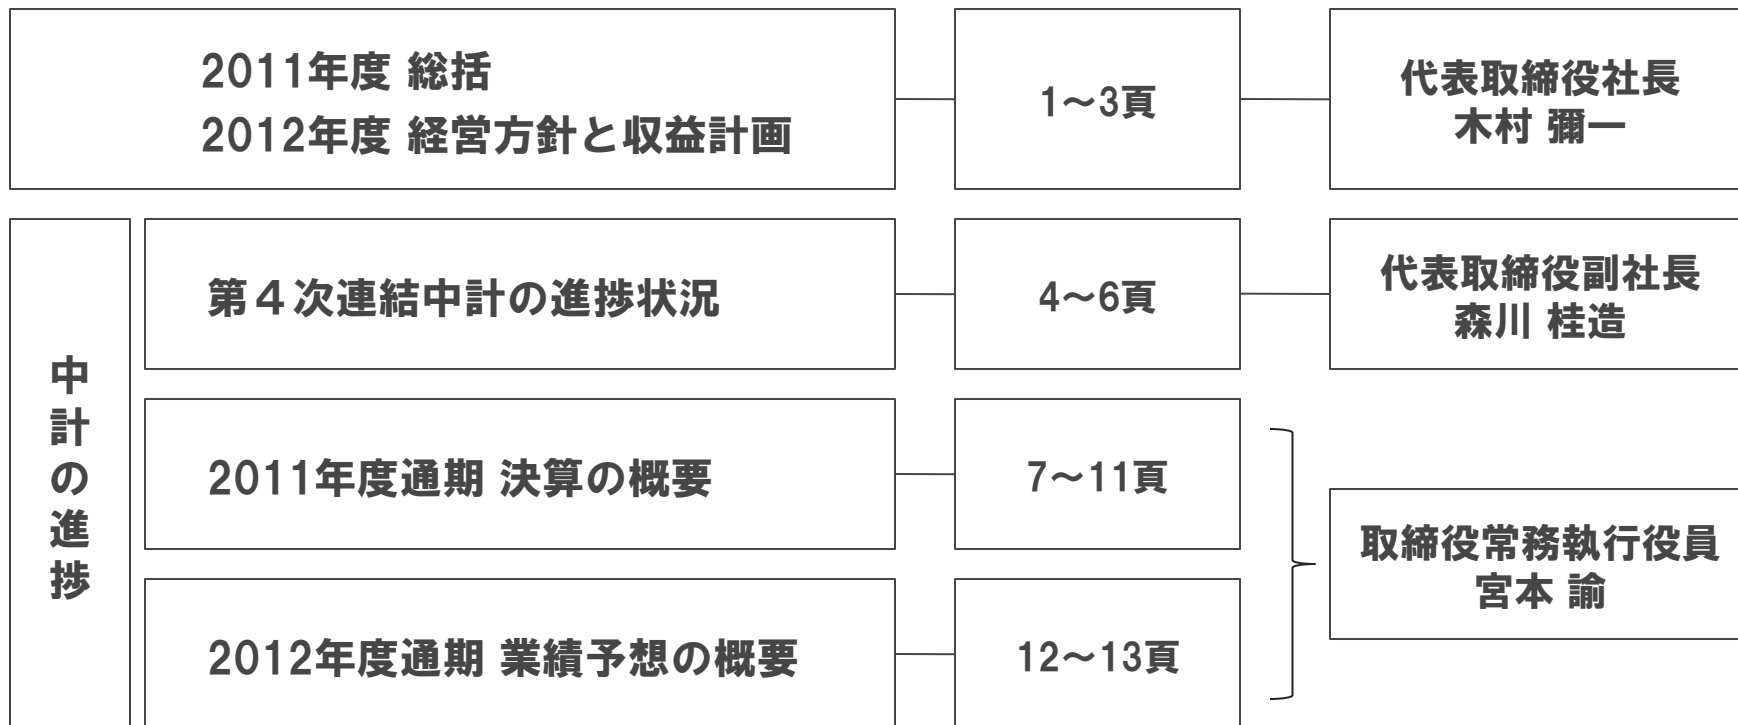 2011年度 総括
2012年度 経営方針と収益計画
1～3頁
代表取締役社長
木村 彌一
中計の進捗
第４次連結中計の進捗状況
4～6頁
代表取締役副社長
森川 桂造
2011年度通期 決算の概要
7～11頁
2012年度通期 業績予想の概要
12～13頁
取締役常務執行役員
宮本 諭